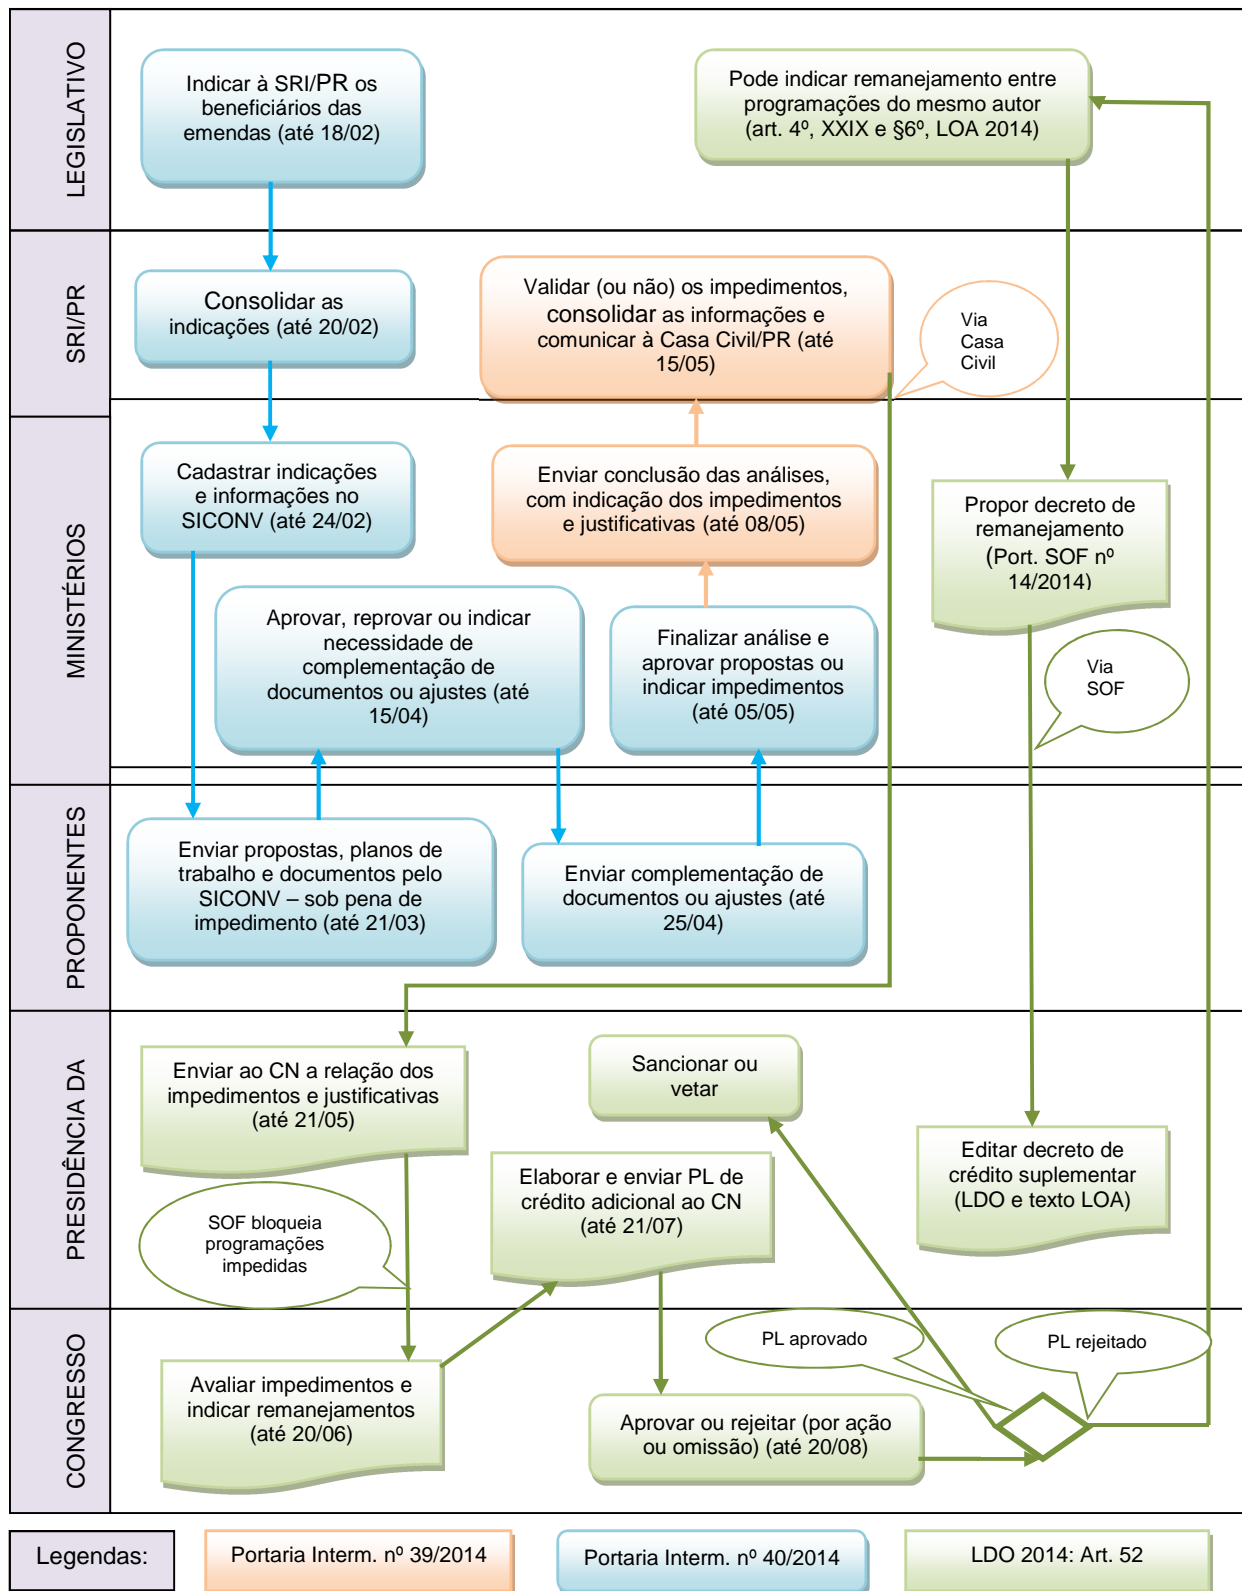 LEGISLATIVO
Indicar à SRI/PR os
beneficiários das
emendas (até 18/02)
Pode indicar remanejamento entre
programações do mesmo autor
(art. 4º, XXIX e §6º, LOA 2014)
SRI/PR
Consolidar as
indicações (até 20/02)
Validar (ou não) os impedimentos,
consolidar as informações e
comunicar à Casa Civil/PR (até
15/05)
Via
Casa
Civil
MINISTÉRIOS
Cadastrar indicações
e informações no
SICONV (até 24/02)
Enviar conclusão das análises,
com indicação dos impedimentos
e justificativas (até 08/05)
Propor decreto de
remanejamento
(Port. SOF nº
14/2014)
Aprovar, reprovar ou indicar
necessidade de
complementação de
documentos ou ajustes (até
15/04)
Finalizar análise e
aprovar propostas ou
indicar impedimentos
(até 05/05)
Via
SOF
PROPONENTES
Enviar propostas, planos de
trabalho e documentos pelo
SICONV – sob pena de
impedimento (até 21/03)
Enviar complementação de
documentos ou ajustes (até
25/04)
PRESIDÊNCIA DA
Enviar ao CN a relação dos
impedimentos e justificativas
(até 21/05)
Sancionar ou
vetar
Elaborar e enviar PL de
crédito adicional ao CN
(até 21/07)
Editar decreto de
crédito suplementar
(LDO e texto LOA)
SOF bloqueia
programações
impedidas
CONGRESSO
PL aprovado
PL rejeitado
Avaliar impedimentos e
indicar remanejamentos
(até 20/06)
Aprovar ou rejeitar (por ação
ou omissão) (até 20/08)
Legendas:
Portaria Interm. nº 39/2014
Portaria Interm. nº 40/2014
LDO 2014: Art. 52